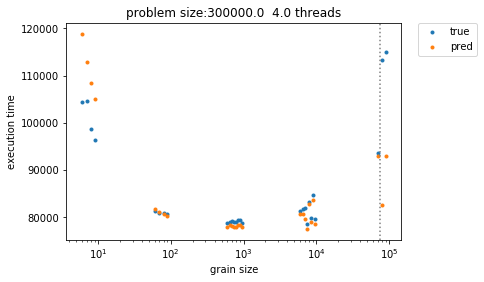 problem size:300000.0  4.0 threads
true
pred
execution time
120000
110000
100000
90000
80000
10¹
10²
10³
10⁴
10⁵
grain size